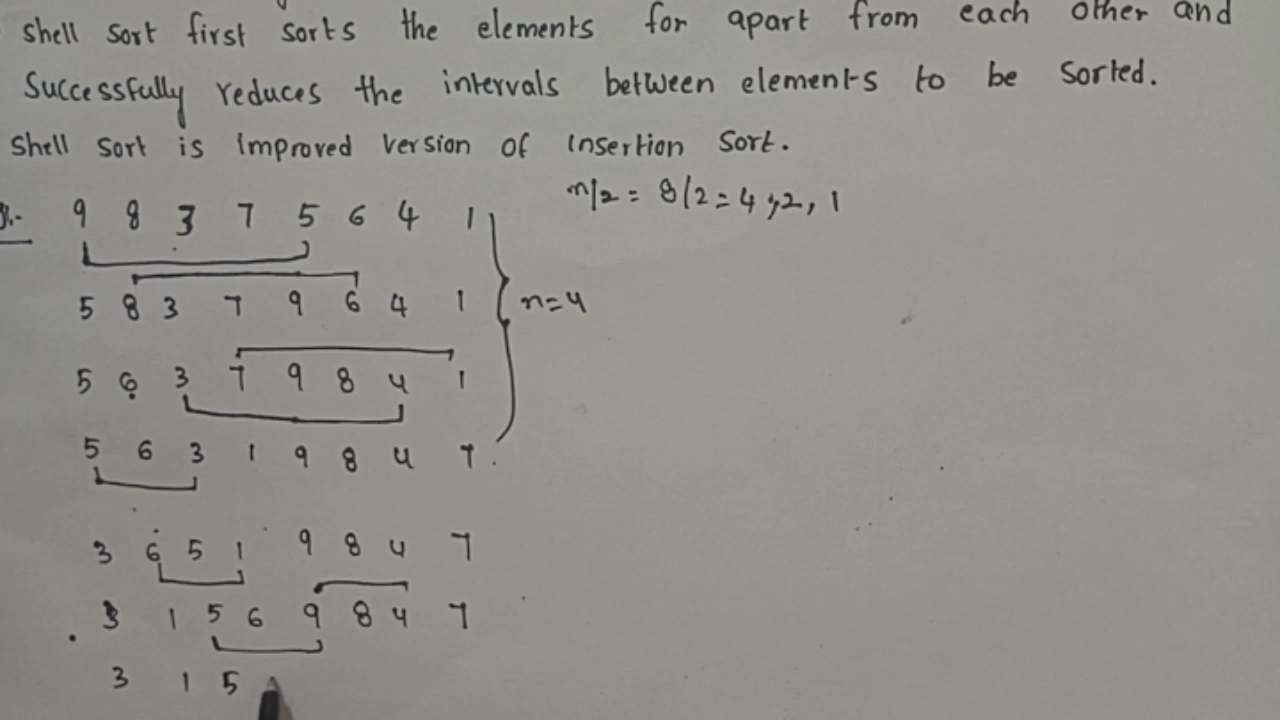 Shell sort first sorts the elements for apart from each other and
Successfully reduces the intervals between elements to be Sorted.
Shell Sort is Improved Version of Insertion Sort.
n/2 = 8/2 = 4, 2, 1
9 8 3 7 5 6 4 1
5 8 3 7 9 6 4 1 n=4
5 6 3 7 9 8 4 1
5 6 3 1 9 8 4 7.
3 6 5 1 9 8 4 7
3 1 5 6 9 8 4 7
3 1 5